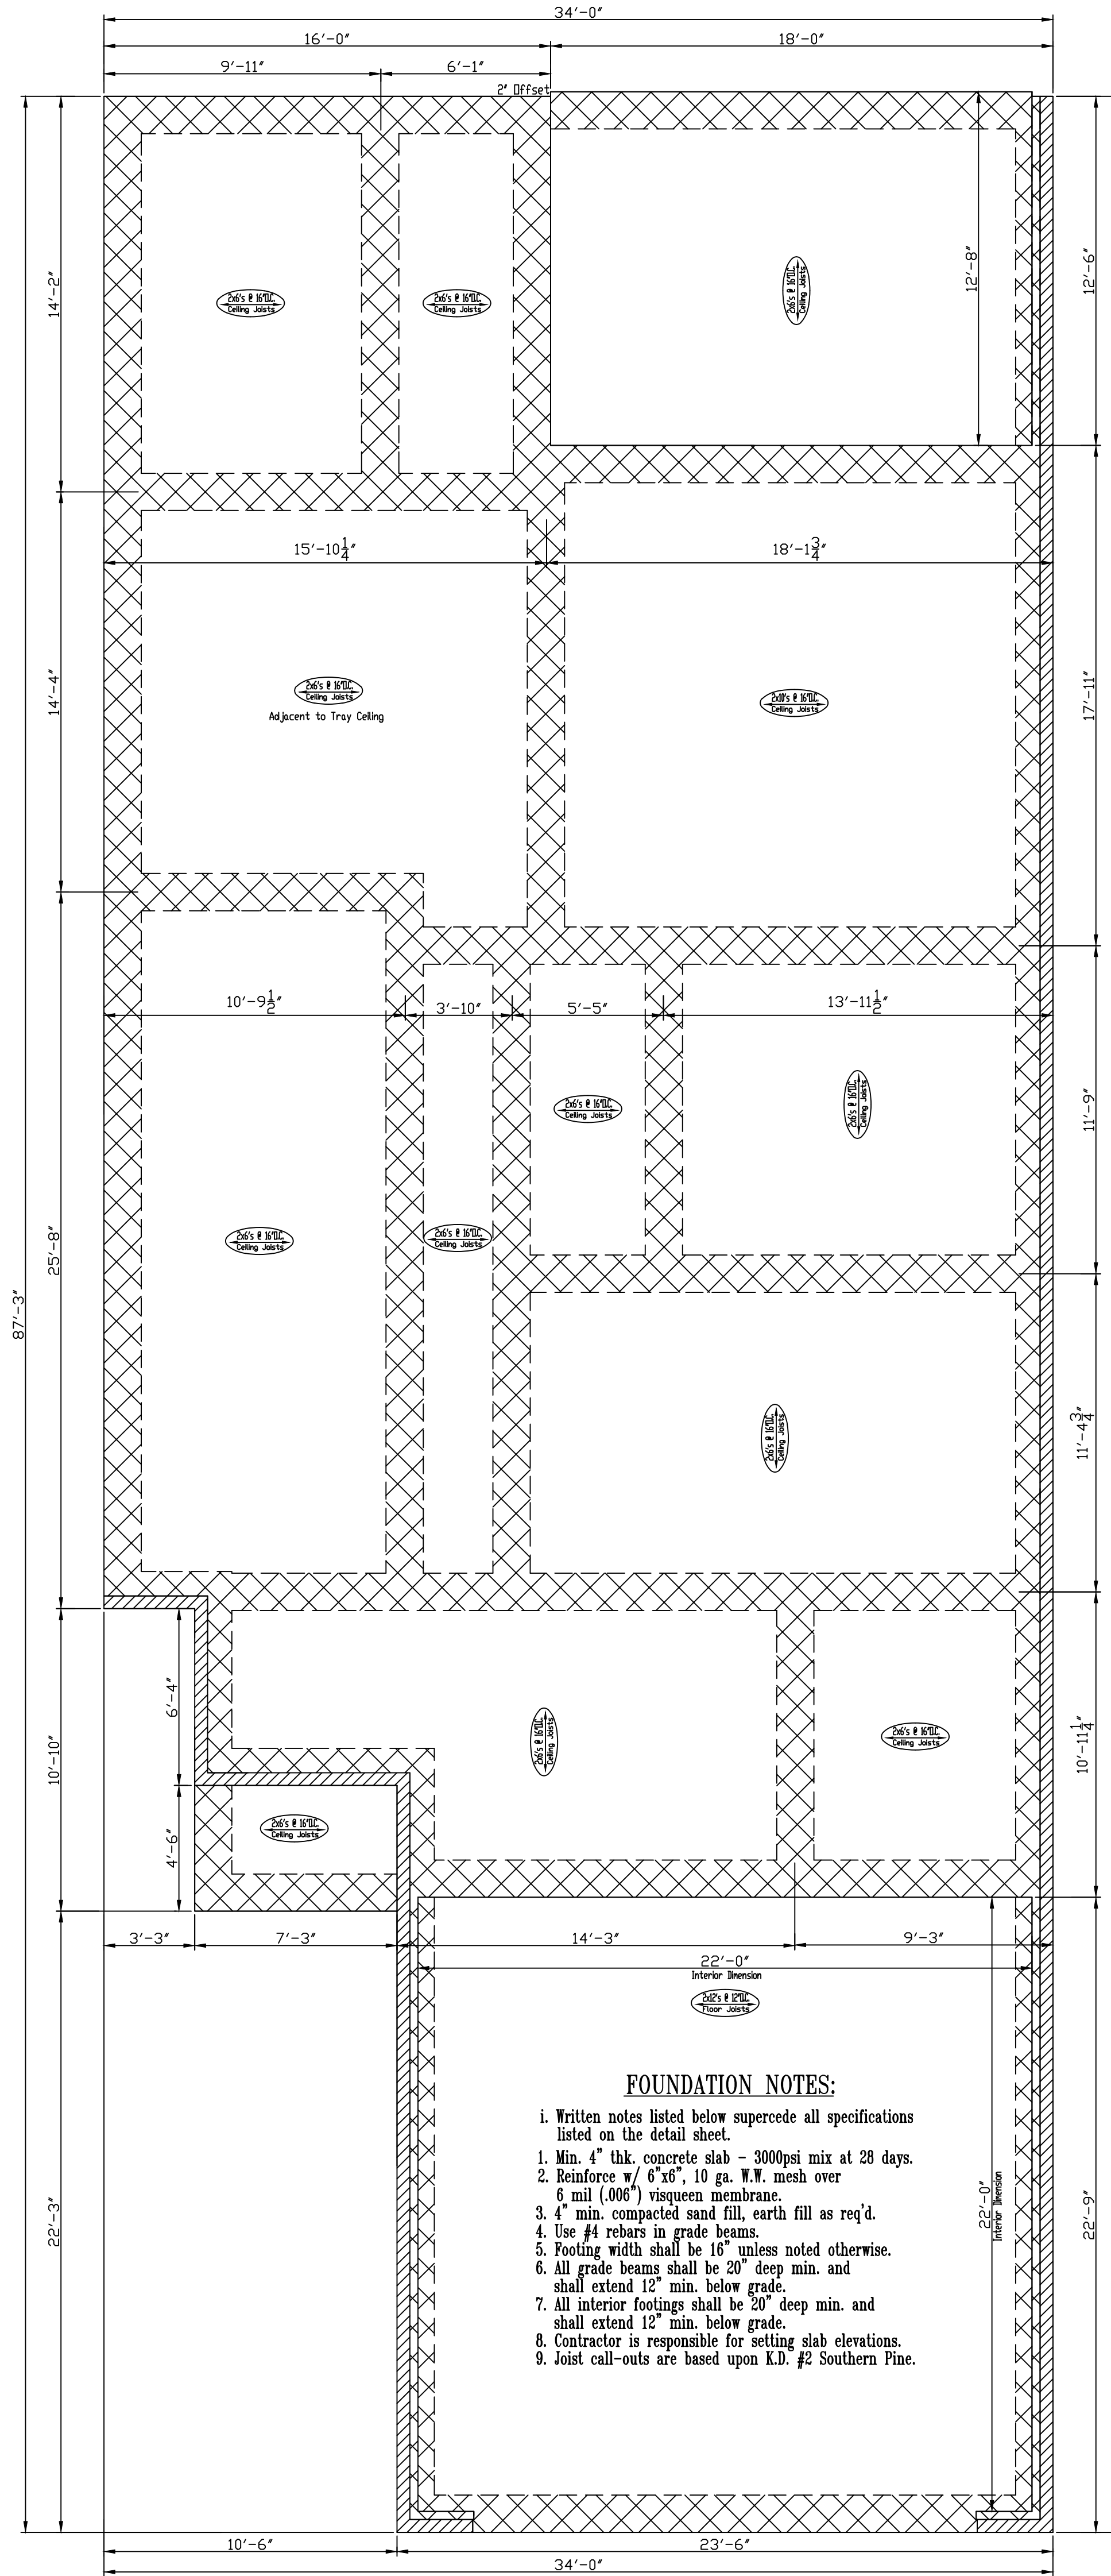 34'-0"
16'-0"
18'-0"
9'-11"
6'-1"
2" Offset
14'-2"
12'-8"
12'-6"
2x6's @ 16"O.C.
Ceiling Joists
2x6's @ 16"O.C.
Ceiling Joists
2x6's @ 16"O.C.
Ceiling Joists
15'-10 1/4"
18'-1 3/4"
14'-4"
17'-11"
2x6's @ 16"O.C.
Ceiling Joists
Adjacent to Tray Ceiling
2x10's @ 16"O.C.
Ceiling Joists
10'-9 1/2"
3'-10"
5'-5"
13'-11 1/2"
2x6's @ 16"O.C.
Ceiling Joists
2x6's @ 16"O.C.
Ceiling Joists
11'-9"
25'-8"
2x6's @ 16"O.C.
Ceiling Joists
2x6's @ 16"O.C.
Ceiling Joists
87'-3"
2x6's @ 16"O.C.
Ceiling Joists
11'-4 3/4"
6'-4"
10'-10"
2x6's @ 16"O.C.
Ceiling Joists
2x6's @ 16"O.C.
Ceiling Joists
10'-11 1/4"
4'-6"
2x6's @ 16"O.C.
Ceiling Joists
3'-3"
7'-3"
14'-3"
9'-3"
22'-0"
Interior Dimension
2x12's @ 12"O.C.
Floor Joists
FOUNDATION NOTES:
i. Written notes listed below supercede all specifications
listed on the detail sheet.
1. Min. 4" thk. concrete slab - 3000psi mix at 28 days.
2. Reinforce w/ 6"x6", 10 ga. W.W. mesh over
6 mil (.006") visqueen membrane.
3. 4" min. compacted sand fill, earth fill as req'd.
4. Use #4 rebars in grade beams.
5. Footing width shall be 16" unless noted otherwise.
6. All grade beams shall be 20" deep min. and
shall extend 12" min. below grade.
7. All interior footings shall be 20" deep min. and
shall extend 12" min. below grade.
8. Contractor is responsible for setting slab elevations.
9. Joist call-outs are based upon K.D. #2 Southern Pine.
22'-0"
Interior Dimension
22'-3"
22'-9"
10'-6"
23'-6"
34'-0"